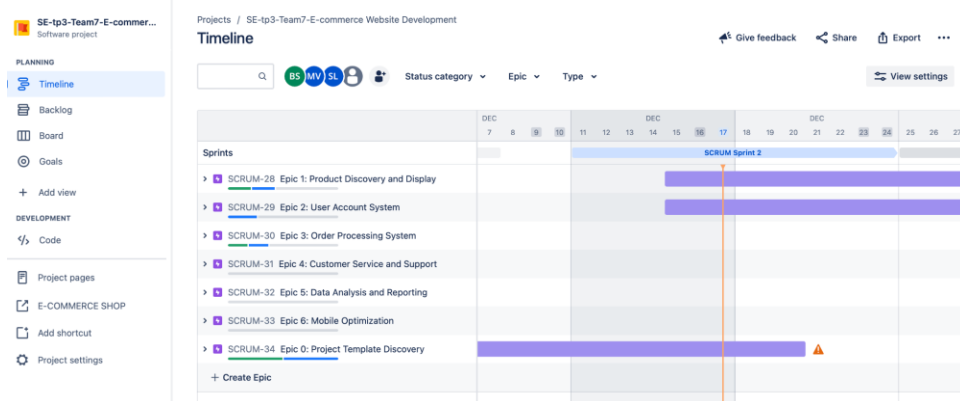 SE-tp3-Team7-E-commer...
Software project
PLANNING
Timeline
Backlog
Board
Goals
Add view
DEVELOPMENT
Code
Project pages
E-COMMERCE SHOP
Add shortcut
Project settings
Projects / SE-tp3-Team7-E-commerce Website Development
Timeline
Give feedback
Share
Export
BS MV SL
Status category
Epic
Type
View settings
DEC DEC DEC
7 8 9 10 11 12 13 14 15 16 17 18 19 20 21 22 23 24 25 26 27
Sprints
SCRUM Sprint 2
SCRUM-28 Epic 1: Product Discovery and Display
SCRUM-29 Epic 2: User Account System
SCRUM-30 Epic 3: Order Processing System
SCRUM-31 Epic 4: Customer Service and Support
SCRUM-32 Epic 5: Data Analysis and Reporting
SCRUM-33 Epic 6: Mobile Optimization
SCRUM-34 Epic 0: Project Template Discovery
+ Create Epic